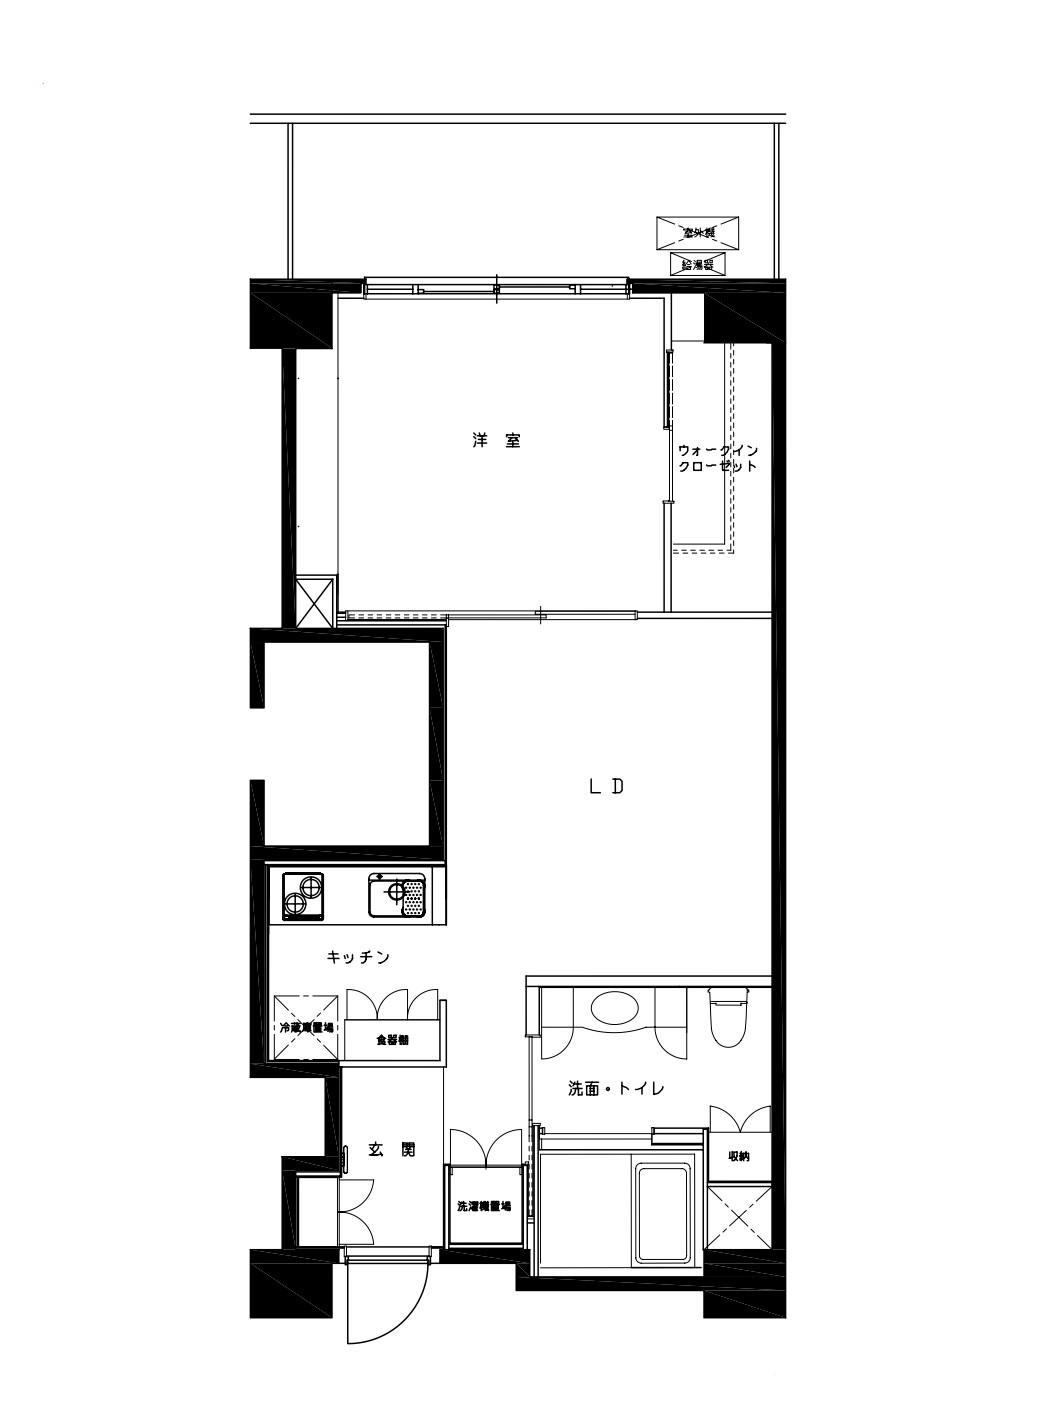 室外機
給湯器
洋 室
ウォークイン
クローゼット
LD
キッチン
冷蔵庫置場
食器棚
洗面・トイレ
玄 関
収納
洗濯機置場